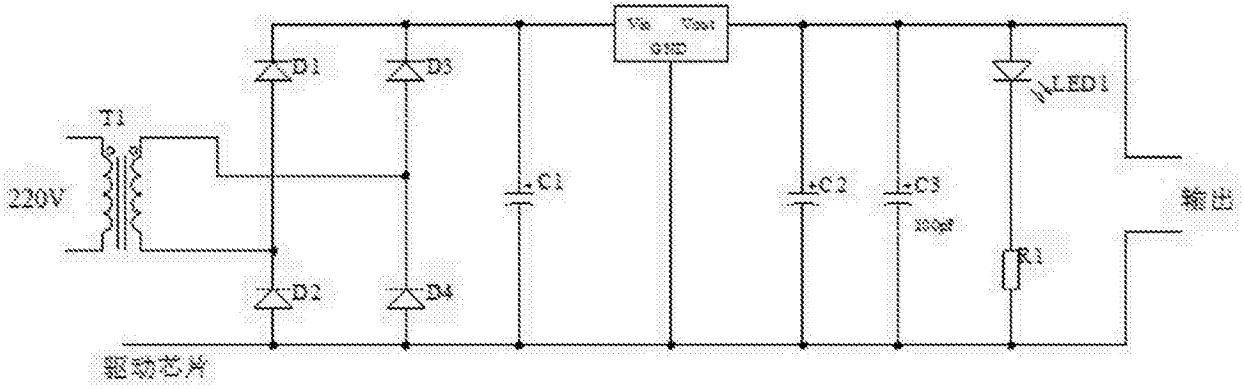 Vin Vout
GND
D1
D3
T1
LED1
220V
C1
C2
C3
100pf
输出
R1
D2
D4
驱动芯片